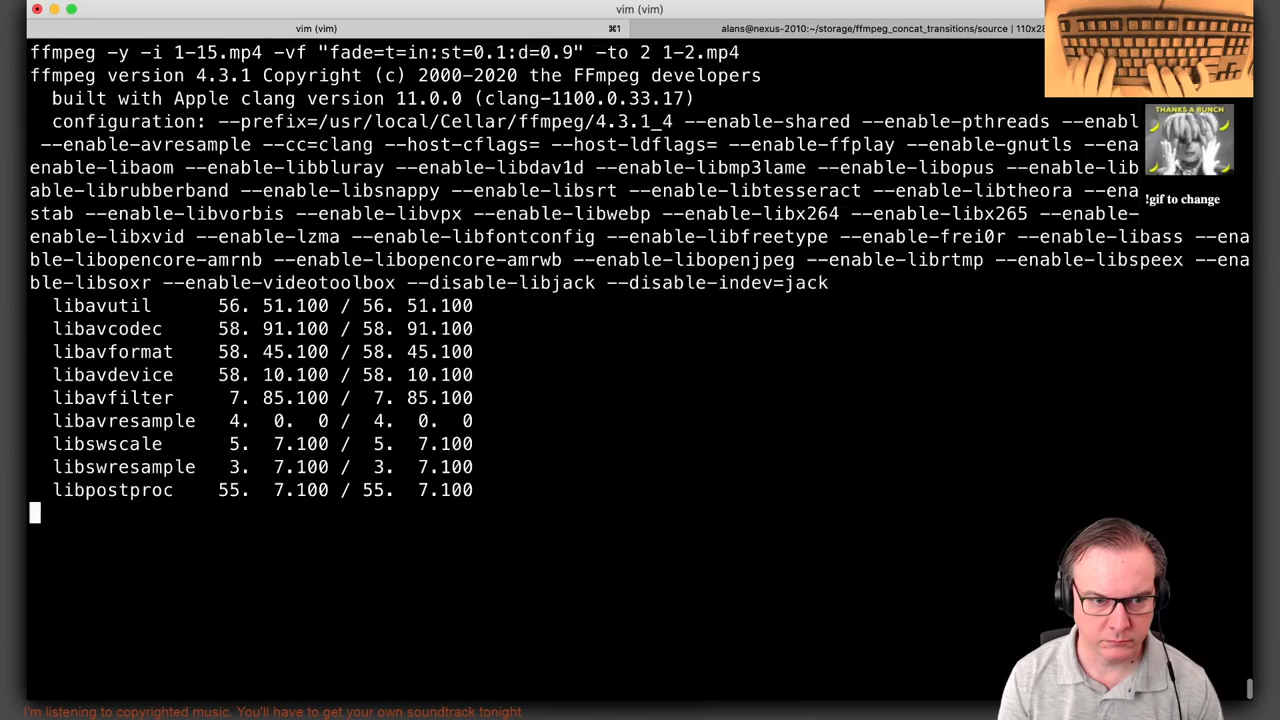 vim (vim)
vim (vim)
⌘1
alans@nexus-2010:~/storage/ffmpeg_concat_transitions/source | 110x28
ffmpeg -y -i 1-15.mp4 -vf "fade=t=in:st=0.1:d=0.9" -to 2 1-2.mp4
ffmpeg version 4.3.1 Copyright (c) 2000-2020 the FFmpeg developers
built with Apple clang version 11.0.0 (clang-1100.0.33.17)
configuration: --prefix=/usr/local/Cellar/ffmpeg/4.3.1_4 --enable-shared --enable-pthreads --enabl
--enable-avresample --cc=clang --host-cflags= --host-ldflags= --enable-ffplay --enable-gnutls --ena
enable-libaom --enable-libbluray --enable-libdav1d --enable-libmp3lame --enable-libopus --enable-lib
able-librubberband --enable-libsnappy --enable-libsrt --enable-libtesseract --enable-libtheora --ena
stab --enable-libvorbis --enable-libvpx --enable-libwebp --enable-libx264 --enable-libx265 --enable-
enable-libxvid --enable-lzma --enable-libfontconfig --enable-libfreetype --enable-frei0r --enable-libass --ena
ble-libopencore-amrnb --enable-libopencore-amrwb --enable-libopenjpeg --enable-librtmp --enable-libspeex --ena
ble-libsoxr --enable-videotoolbox --disable-libjack --disable-indev=jack
libavutil 56. 51.100 / 56. 51.100
libavcodec 58. 91.100 / 58. 91.100
libavformat 58. 45.100 / 58. 45.100
libavdevice 58. 10.100 / 58. 10.100
libavfilter 7. 85.100 / 7. 85.100
libavresample 4. 0. 0 / 4. 0. 0
libswscale 5. 7.100 / 5. 7.100
libswresample 3. 7.100 / 3. 7.100
libpostproc 55. 7.100 / 55. 7.100
THANKS A BUNCH
!gif to change
I'm listening to copyrighted music. You'll have to get your own soundtrack tonight